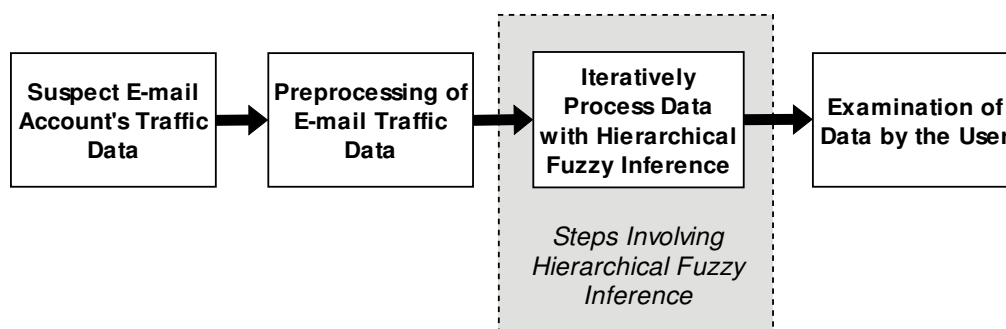 Suspect E-mail
Account's Traffic
Data
Preprocessing of
E-mail Traffic
Data
Iteratively
Process Data
with Hierarchical
Fuzzy Inference
Examination of
Data by the User
Steps Involving
Hierarchical Fuzzy
Inference